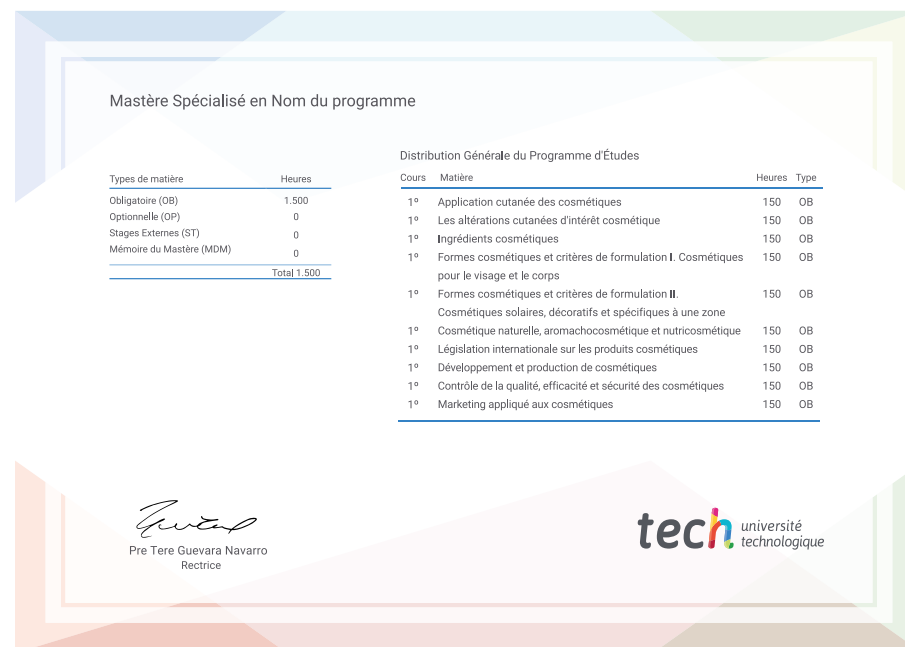 Mastère Spécialisé en Nom du programme
Types de matière Heures
Obligatoire (OB) 1.500
Optionnelle (OP) 0
Stages Externes (ST) 0
Mémoire du Mastère (MDM) 0
Total 1.500
Distribution Générale du Programme d'Études
Cours Matière Heures Type
1º Application cutanée des cosmétiques 150 OB
1º Les altérations cutanées d'intérêt cosmétique 150 OB
1º Ingrédients cosmétiques 150 OB
1º Formes cosmétiques et critères de formulation I. Cosmétiques 150 OB
pour le visage et le corps
1º Formes cosmétiques et critères de formulation II. 150 OB
Cosmétiques solaires, décoratifs et spécifiques à une zone
1º Cosmétique naturelle, aromachocosmétique et nutricosmétique 150 OB
1º Législation internationale sur les produits cosmétiques 150 OB
1º Développement et production de cosmétiques 150 OB
1º Contrôle de la qualité, efficacité et sécurité des cosmétiques 150 OB
1º Marketing appliqué aux cosmétiques 150 OB
Pre Tere Guevara Navarro
Rectrice
tech université
technologique